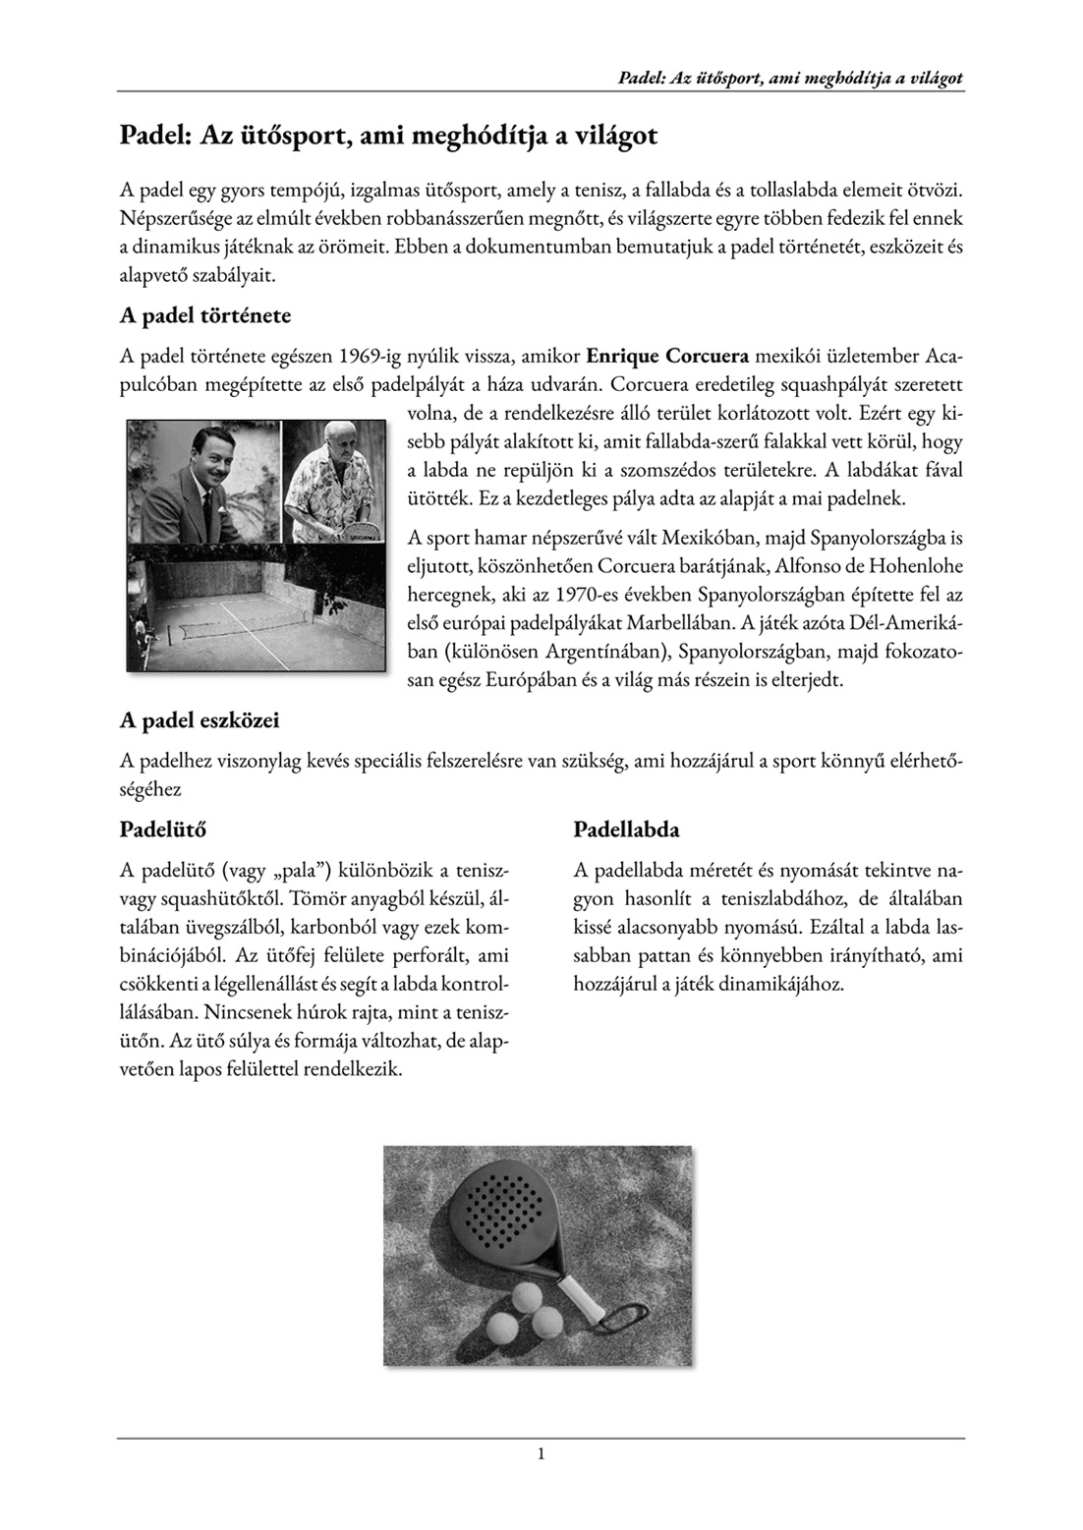 Padel: Az ütősport, ami meghódítja a világot
Padel: Az ütősport, ami meghódítja a világot
A padel egy gyors tempójú, izgalmas ütősport, amely a tenisz, a fallabda és a tollaslabda elemeit ötvözi.
Népszerűsége az elmúlt években robbanásszerűen megnőtt, és világszerte egyre többen fedezik fel ennek
a dinamikus játéknak az örömeit. Ebben a dokumentumban bemutatjuk a padel történetét, eszközeit és
alapvető szabályait.
A padel története
A padel története egészen 1969-ig nyúlik vissza, amikor Enrique Corcuera mexikói üzletember Aca-
pulcóban megépítette az első padelpályát a háza udvarán. Corcuera eredetileg squashpályát szeretett
volna, de a rendelkezésre álló terület korlátozott volt. Ezért egy ki-
sebb pályát alakított ki, amit fallabda-szerű falakkal vett körül, hogy
a labda ne repüljön ki a szomszédos területekre. A labdákat fával
ütötték. Ez a kezdetleges pálya adta az alapját a mai padelnek.
A sport hamar népszerűvé vált Mexikóban, majd Spanyolországba is
eljutott, köszönhetően Corcuera barátjának, Alfonso de Hohenlohe
hercegnek, aki az 1970-es években Spanyolországban építette fel az
első európai padelpályákat Marbellában. A játék azóta Dél-Ameriká-
ban (különösen Argentínában), Spanyolországban, majd fokozato-
san egész Európában és a világ más részein is elterjedt.
A padel eszközei
A padelhez viszonylag kevés speciális felszerelésre van szükség, ami hozzájárul a sport könnyű elérhető-
ségéhez
Padelütő
A padelütő (vagy „pala”) különbözik a tenisz-
vagy squashütőktől. Tömör anyagból készül, ál-
talában üvegszálból, karbonból vagy ezek kom-
binációjából. Az ütőfej felülete perforált, ami
csökkenti a légellenállást és segít a labda kontrol-
lálásában. Nincsenek húrok rajta, mint a tenisz-
ütőn. Az ütő súlya és formája változhat, de alap-
vetően lapos felülettel rendelkezik.
Padellabda
A padellabda méretét és nyomását tekintve na-
gyon hasonlít a teniszlabdához, de általában
kissé alacsonyabb nyomású. Ezáltal a labda las-
sabban pattan és könnyebben irányítható, ami
hozzájárul a játék dinamikájához.
1